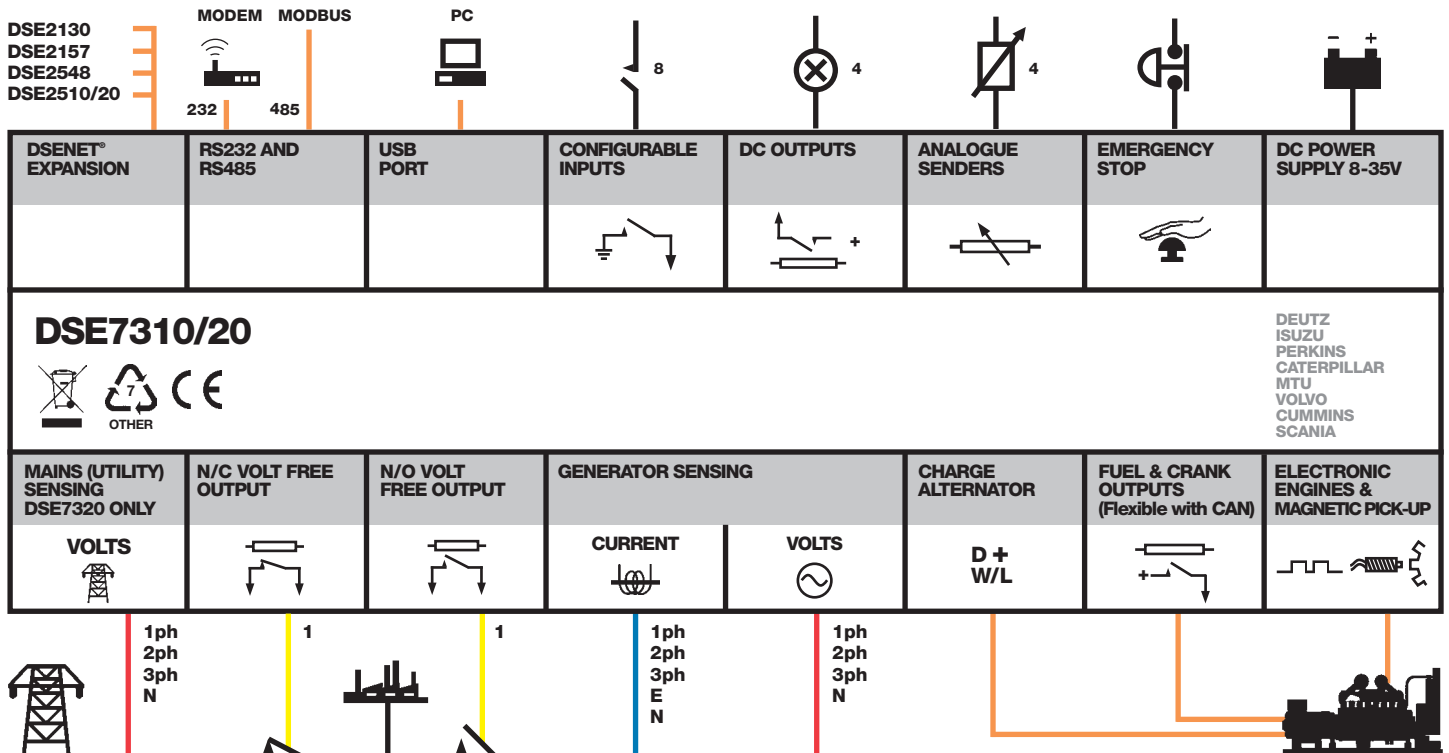 DSE2130
DSE2157
DSE2548
DSE2510/20
MODEM
MODBUS
PC
232
485
8
4
4
- +
DSENET®
EXPANSION
RS232 AND
RS485
USB
PORT
CONFIGURABLE
INPUTS
DC OUTPUTS
ANALOGUE
SENDERS
EMERGENCY
STOP
DC POWER
SUPPLY 8-35V
+
DSE7310/20
7
OTHER
CE
DEUTZ
ISUZU
PERKINS
CATERPILLAR
MTU
VOLVO
CUMMINS
SCANIA
MAINS (UTILITY)
SENSING
DSE7320 ONLY
N/C VOLT FREE
OUTPUT
N/O VOLT
FREE OUTPUT
GENERATOR SENSING
CHARGE
ALTERNATOR
FUEL & CRANK
OUTPUTS
(Flexible with CAN)
ELECTRONIC
ENGINES &
MAGNETIC PICK-UP
VOLTS
CURRENT
VOLTS
D +
W/L
+
1ph
2ph
3ph
N
1
1
1ph
2ph
3ph
E
N
1ph
2ph
3ph
N